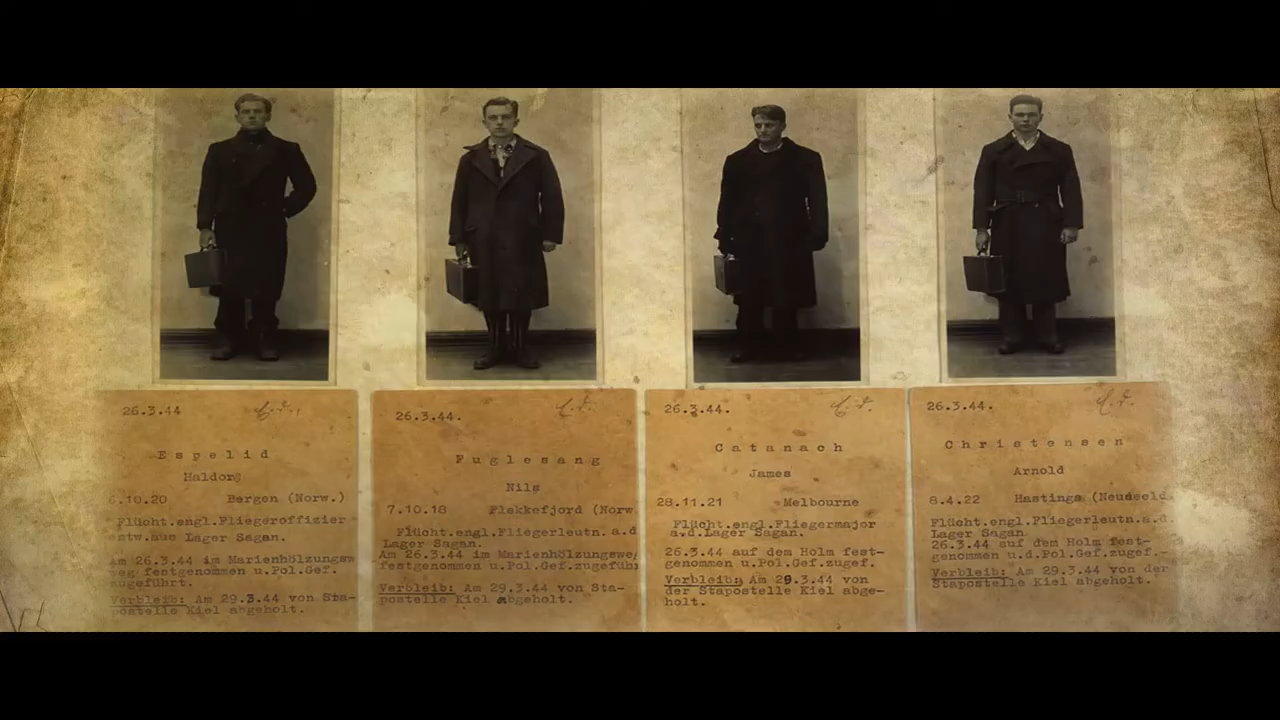 26.3.44
Espelid
Haldor
6.10.20 Bergen (Norw.)
Flücht.engl.Fliegeroffizier
entw.aus Lager Sagan.
Am 26.3.44 im Marienhölzungsw
weg festgenommen u.Pol.Gef.
zugeführt.
Verbleib: Am 29.3.44 von Sta-
postelle Kiel abgeholt.
26.3.44.
Fuglesang
Nils
7.10.18 Flekkefjord (Norw.
Flücht.engl.Fliegerleutn.a.d
Lager Sagan.
Am 26.3.44 im Marienhölzungsweg
festgenommen u.Pol.Gef.zugeführ
Verbleib: Am 29.3.44 von Sta-
postelle Kiel abgeholt.
26.3.44.
Catanach
James
28.11.21 Melbourne
Flücht.engl.Fliegermajor
a.d.Lager Sagan.
26.3.44 auf dem Holm fest-
genommen u.Pol.Gef.zugef.
Verbleib: Am 29.3.44 von
der Stapostelle Kiel abge-
holt.
26.3.44.
Christensen
Arnold
8.4.22 Hastings (Neuseeld.
Flücht.engl.Fliegerleutn.a.d.
Lager Sagan
26.3.44 auf dem Holm fest-
genommen u.d.Pol.Gef.zugef.-
Verbleib: Am 29.3.44 von der
Stapostelle Kiel abgeholt.